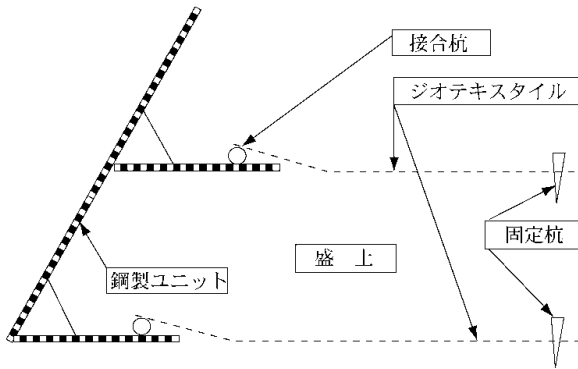 接合杭
ジオテキスタイル
固定杭
盛 土
鋼製ユニット